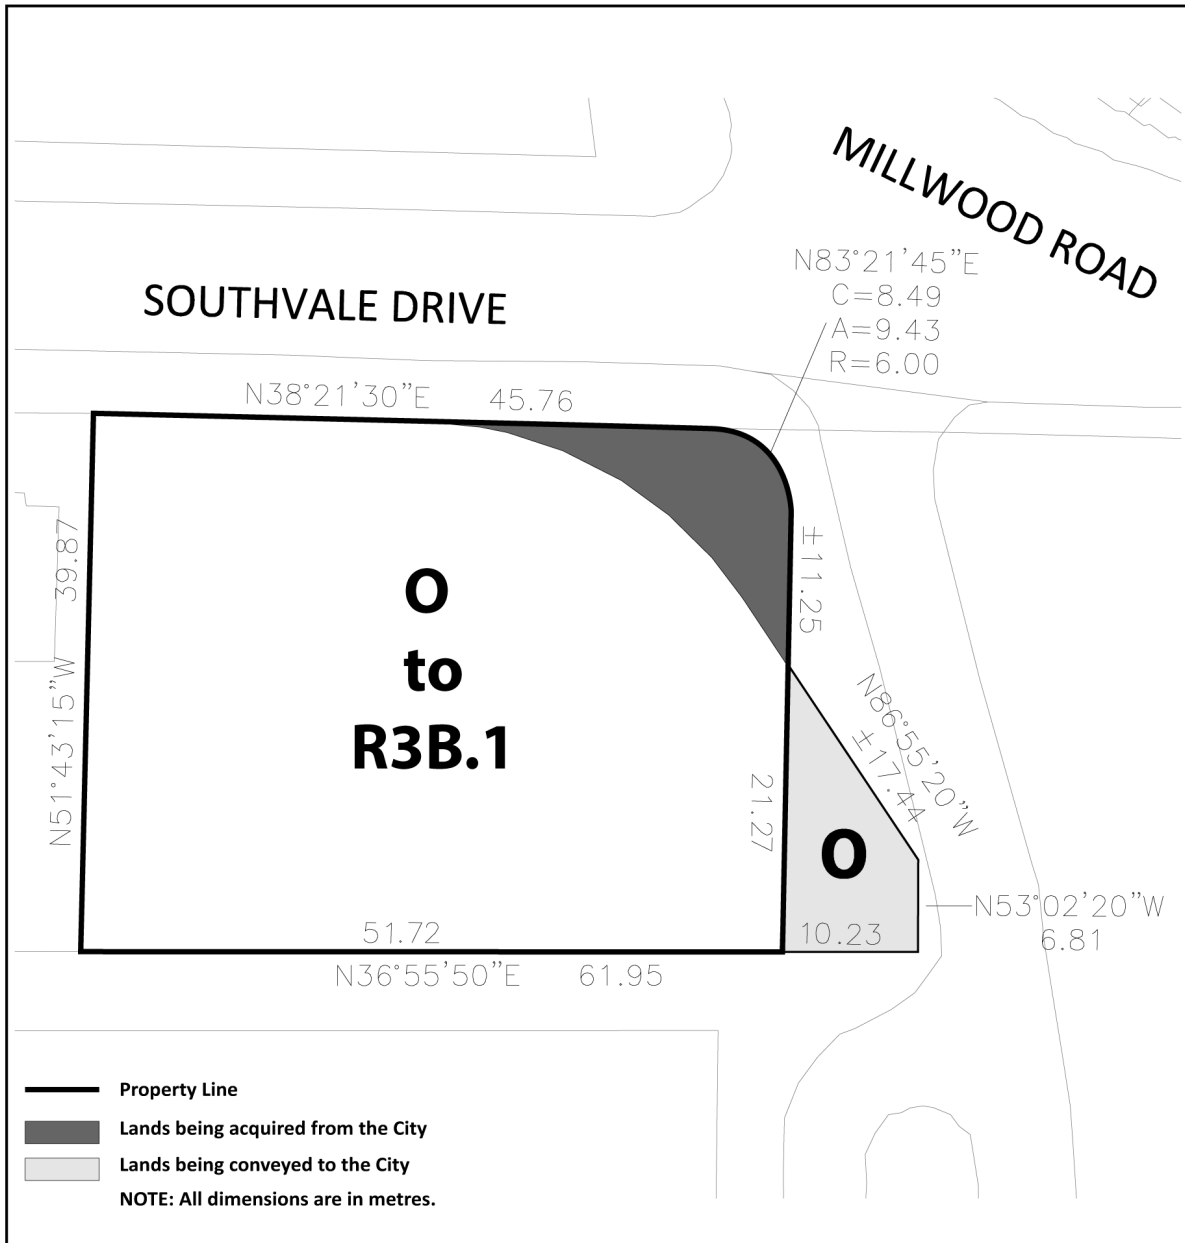 MILLWOOD ROAD
SOUTHVALE DRIVE
N83°21'45"E
C=8.49
A=9.43
R=6.00
N38°21'30"E 45.76
N51°43'15"W 39.87
±11.25
O
to
R3B.1
N86°55'20"W
±17.44
21.27
O
N53°02'20"W
6.81
51.72
10.23
N36°55'50"E 61.95
Property Line
Lands being acquired from the City
Lands being conveyed to the City
NOTE: All dimensions are in metres.